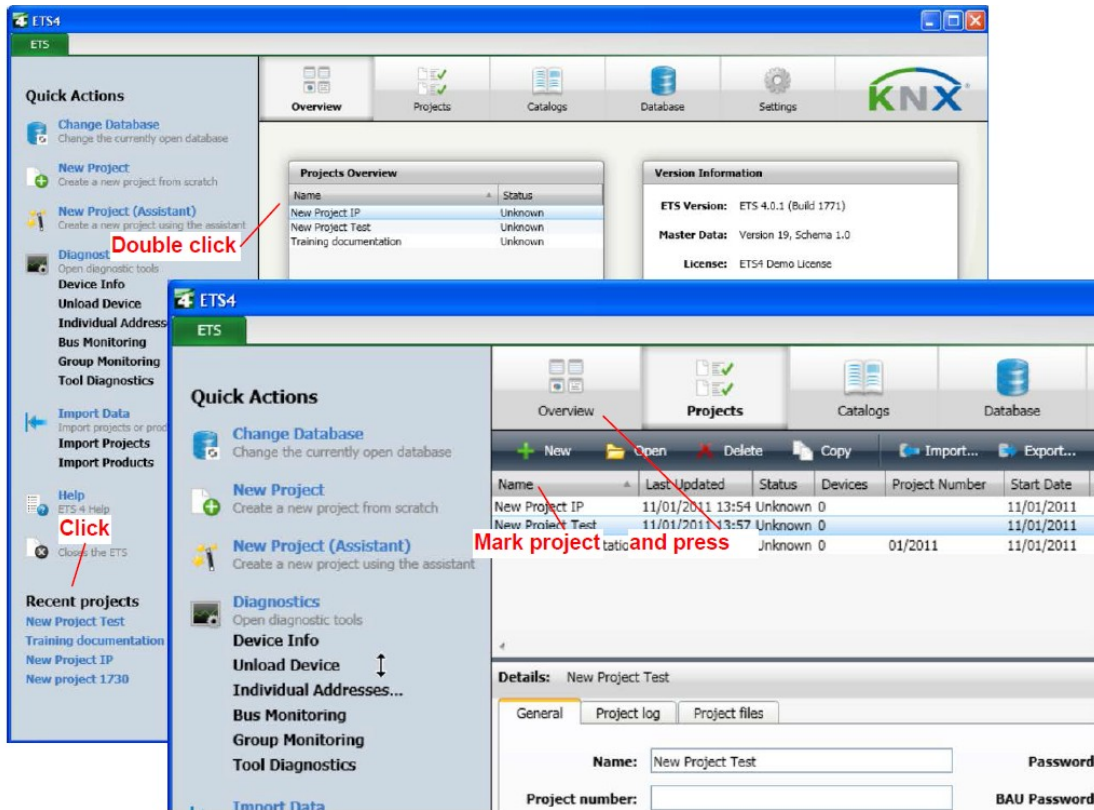 ETS4
ETS
Quick Actions
Change Database
Change the currently open database
New Project
Create a new project from scratch
New Project (Assistant)
Create a new project using the assistant
Diagnost
Open diagnostic tools
Device Info
Unload Device
Individual Address
Bus Monitoring
Group Monitoring
Tool Diagnostics
Import Data
Import projects or prod
Import Projects
Import Products
Help
ETS 4 Help
Click
Closes the ETS
Recent projects
New Project Test
Training documentation
New Project IP
New project 1730
Overview
Projects
Catalogs
Database
Settings
KNX
Projects Overview
Name Status
New Project IP Unknown
New Project Test Unknown
Training documentation Unknown
Double click
Version Information
ETS Version: ETS 4.0.1 (Build 1771)
Master Data: Version 19, Schema 1.0
License: ETS4 Demo License
ETS4
ETS
Quick Actions
Change Database
Change the currently open database
New Project
Create a new project from scratch
New Project (Assistant)
Create a new project using the assistant
Diagnostics
Open diagnostic tools
Device Info
Unload Device
Individual Addresses...
Bus Monitoring
Group Monitoring
Tool Diagnostics
Import Data
Overview
Projects
Catalogs
Database
New Open Delete Copy Import... Export...
Name Last Updated Status Devices Project Number Start Date
New Project IP 11/01/2011 13:54 Unknown 0 11/01/2011
New Project Test 11/01/2011 13:57 Unknown 0 11/01/2011
Mark project and press Unknown 0 01/2011 11/01/2011
Details: New Project Test
General Project log Project files
Name: New Project Test Password
Project number: BAU Password